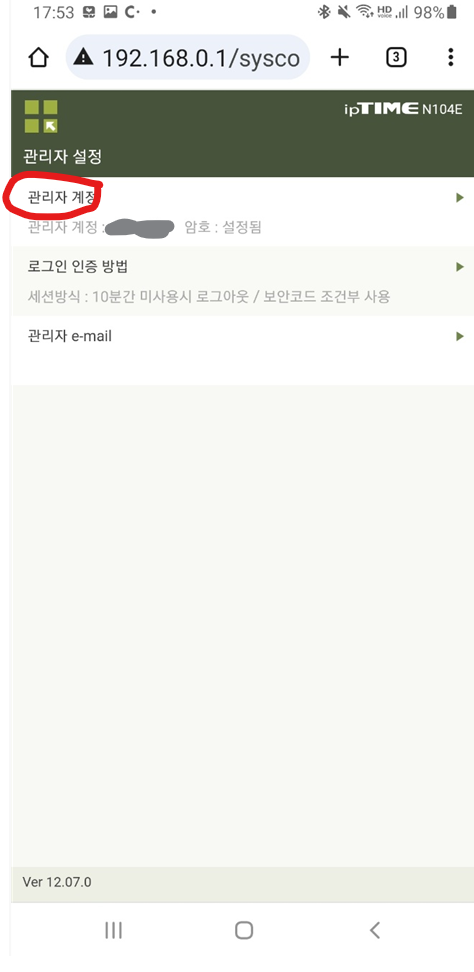 17:53 HD voice 98%
192.168.0.1/sysco + 3
ipTIME N104E
관리자 설정
관리자 계정
관리자 계정 : 암호 : 설정됨
로그인 인증 방법
세션방식 : 10분간 미사용시 로그아웃 / 보안코드 조건부 사용
관리자 e-mail
Ver 12.07.0